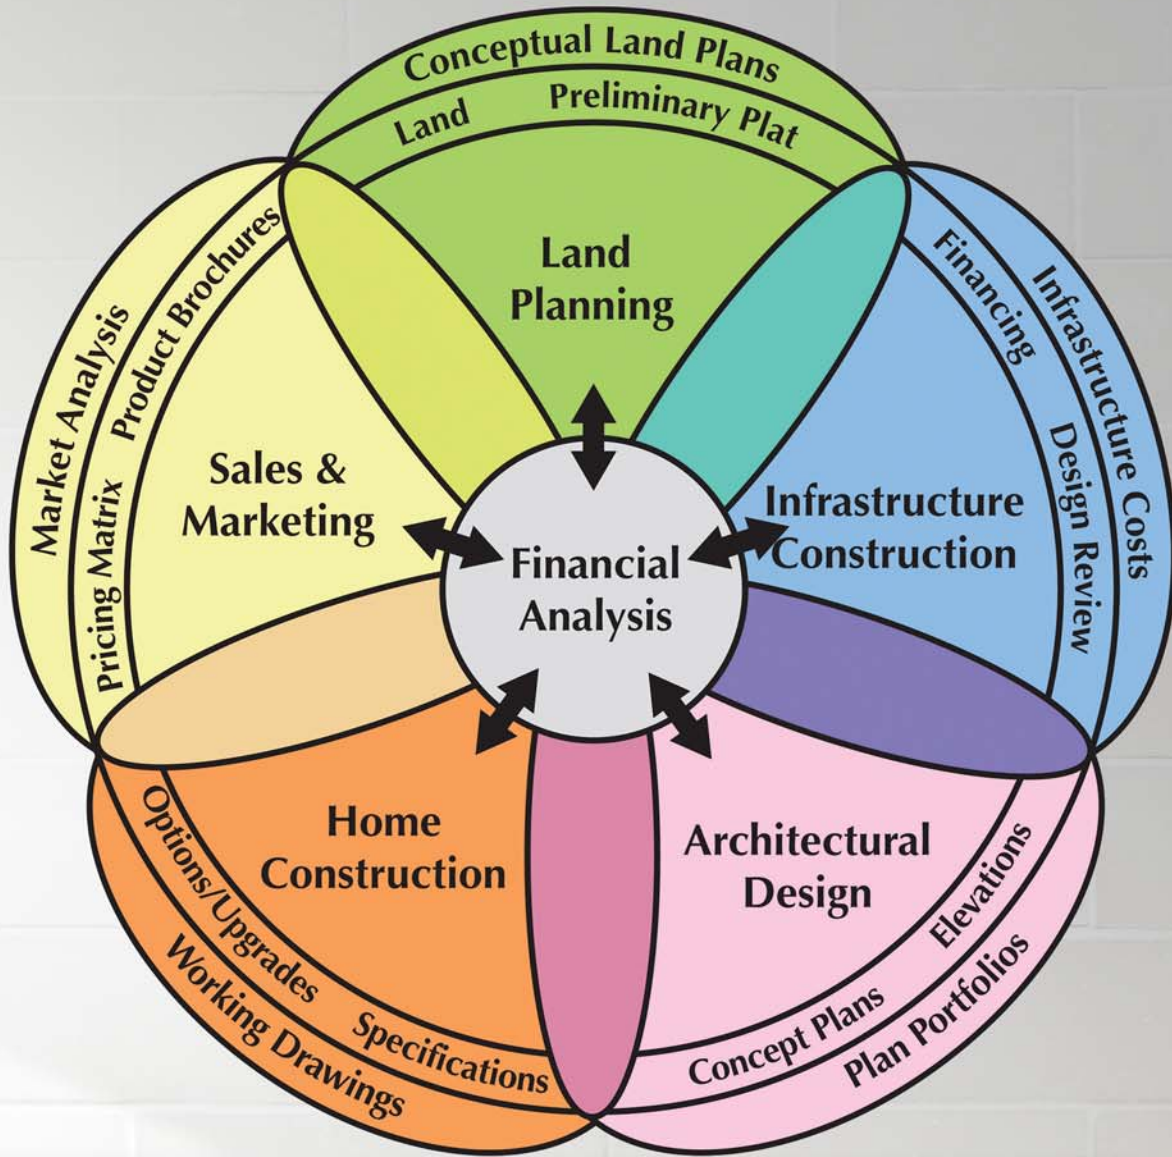 Conceptual Land Plans
Land
Preliminary Plat
Land
Planning
Market Analysis
Pricing Matrix
Product Brochures
Sales &
Marketing
Financing
Design Review
Infrastructure Costs
Infrastructure
Construction
Financial
Analysis
Options/Upgrades
Specifications
Working Drawings
Home
Construction
Architectural
Design
Concept Plans
Elevations
Plan Portfolios